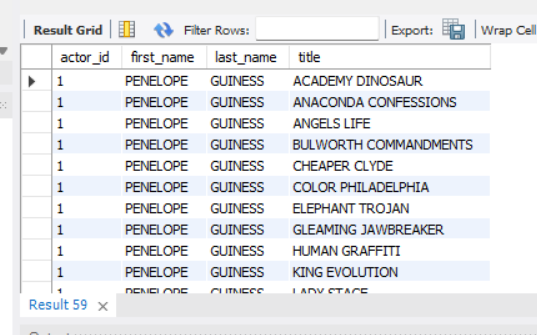 Result Grid Filter Rows: Export: Wrap Cell
actor_id first_name last_name title
1 PENELOPE GUINESS ACADEMY DINOSAUR
1 PENELOPE GUINESS ANACONDA CONFESSIONS
1 PENELOPE GUINESS ANGELS LIFE
1 PENELOPE GUINESS BULWORTH COMMANDMENTS
1 PENELOPE GUINESS CHEAPER CLYDE
1 PENELOPE GUINESS COLOR PHILADELPHIA
1 PENELOPE GUINESS ELEPHANT TROJAN
1 PENELOPE GUINESS GLEAMING JAWBREAKER
1 PENELOPE GUINESS HUMAN GRAFFITI
1 PENELOPE GUINESS KING EVOLUTION
1 PENELOPE GUINESS LADY STAGE
Result 59